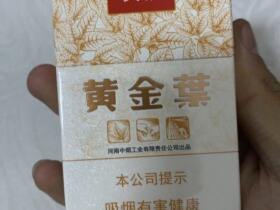 黄金葉
河南中烟工业有限责任公司出品
本公司提示
吸烟有害健康